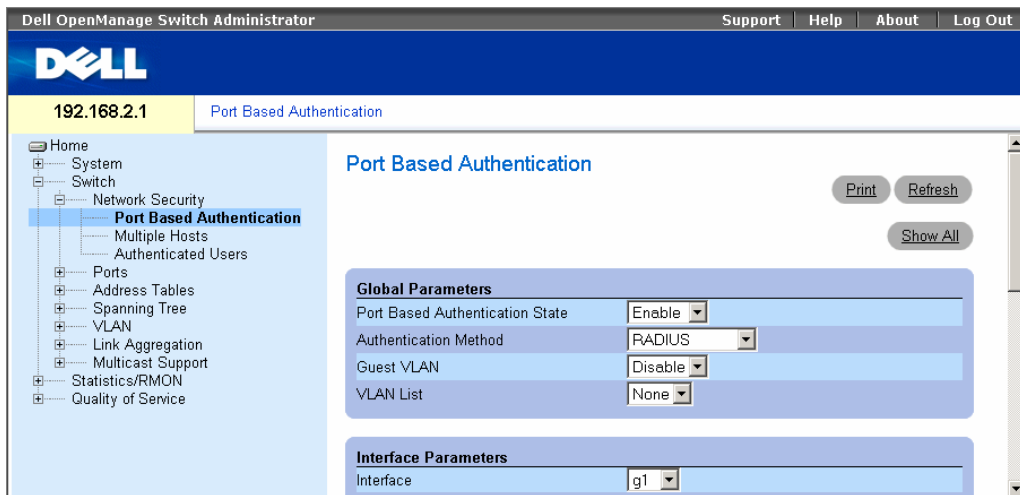 Dell OpenManage Switch Administrator Support Help About Log Out
DELL
192.168.2.1 Port Based Authentication
Home
System
Switch
Network Security
Port Based Authentication
Multiple Hosts
Authenticated Users
Ports
Address Tables
Spanning Tree
VLAN
Link Aggregation
Multicast Support
Statistics/RMON
Quality of Service
Port Based Authentication
Print Refresh
Show All
Global Parameters
Port Based Authentication State Enable
Authentication Method RADIUS
Guest VLAN Disable
VLAN List None
Interface Parameters
Interface g1